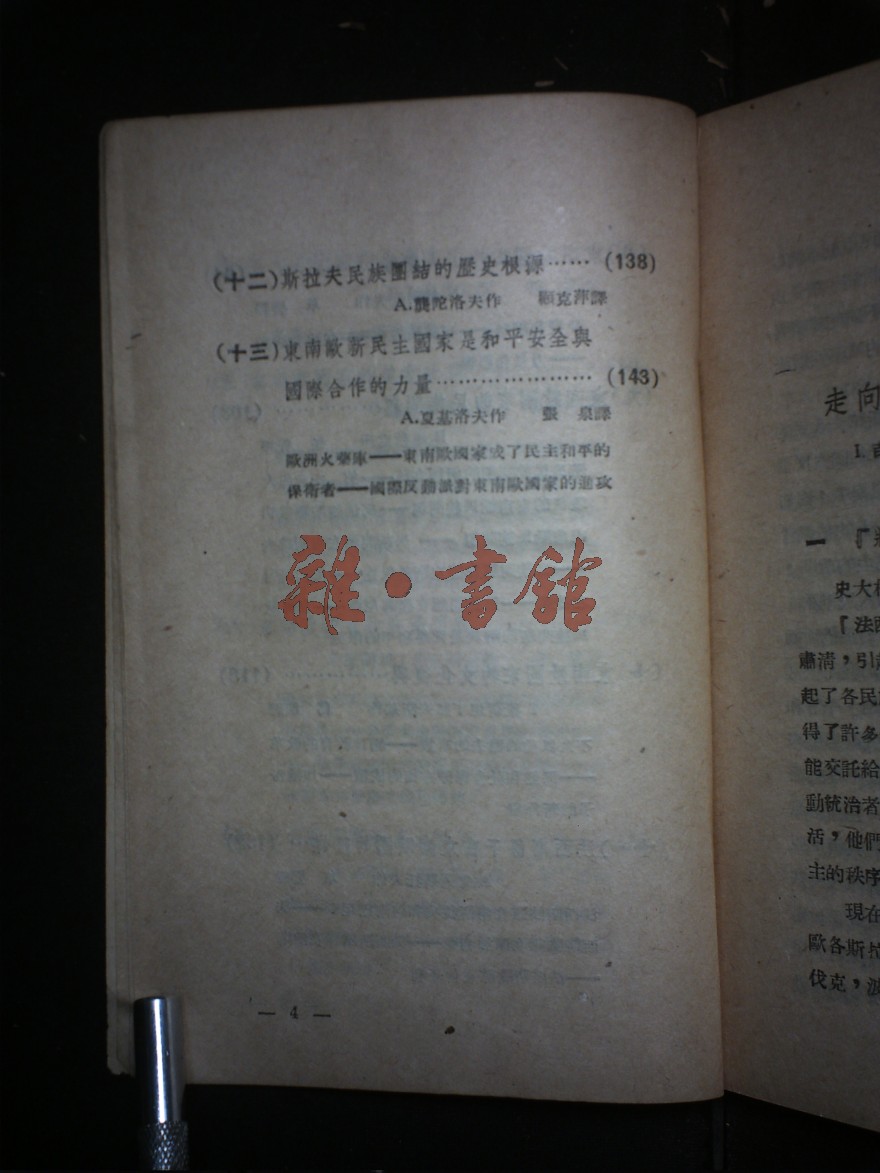 (十二)斯拉夫民族團結的歷史根源⋯⋯ (138)
A.龔陀洛夫作 顧克萍譯
(十三)東南歐新民主國家是和平安全與
國際合作的力量⋯⋯⋯⋯⋯⋯⋯ (143)
A.夏基洛夫作 張 泉譯
歐洲火藥庫——東南歐國家成了民主和平的
保衛者——國際反動派對東南歐國家的進攻
雜•書館
— 4 —
走向
I.
一 『
史大
『法西
肅清,引
起了各民
得了許多
能交託給
動統治者
活,他們
主的秩序
現在
歐各斯拉
伐克,波